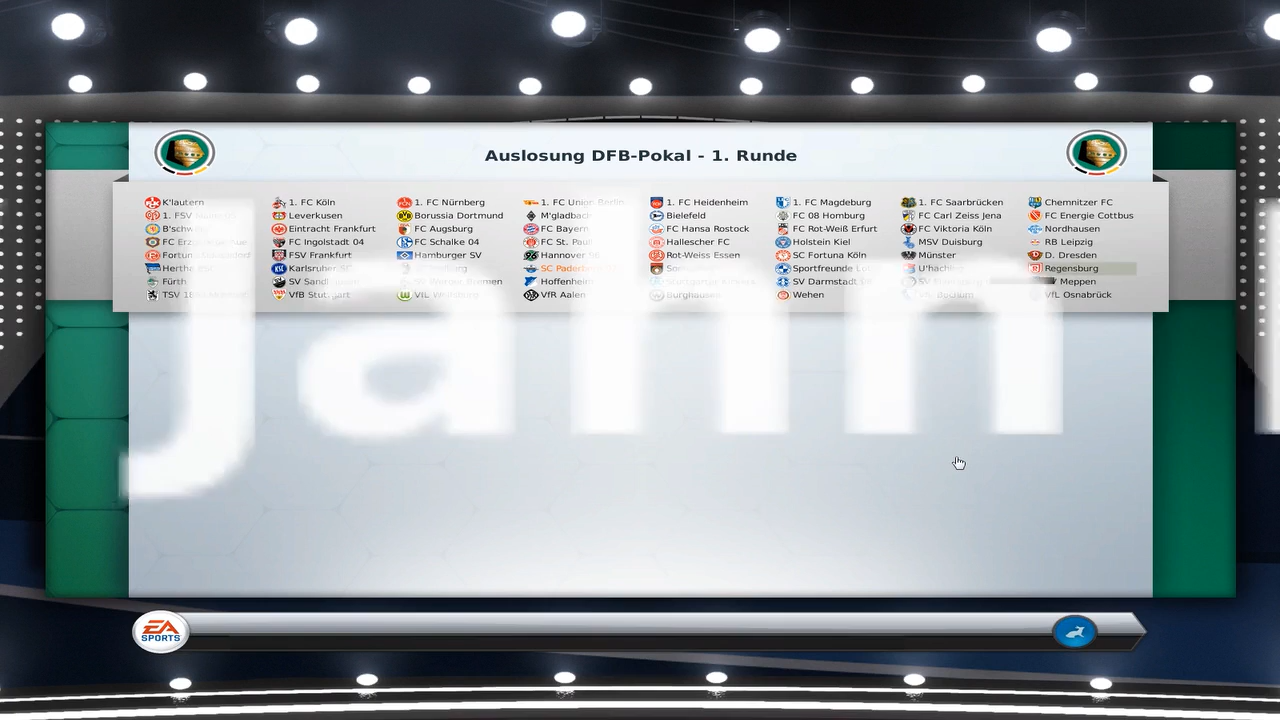 Auslosung DFB-Pokal - 1. Runde
K'lautern 1. FC Köln 1. FC Nürnberg 1. FC Union Berlin 1. FC Heidenheim 1. FC Magdeburg 1. FC Saarbrücken Chemnitzer FC
1. FSV Leverkusen Borussia Dortmund M'gladbach Bielefeld FC 08 Homburg FC Carl Zeiss Jena FC Energie Cottbus
B'schw Eintracht Frankfurt FC Augsburg FC Bayern FC Hansa Rostock FC Rot-Weiß Erfurt FC Viktoria Köln Nordhausen
FC FC Ingolstadt 04 FC Schalke 04 FC St. Pauli Hallescher FC Holstein Kiel MSV Duisburg RB Leipzig
Fortuna FSV Frankfurt Hamburger SV Hannover Rot-Weiss Essen SC Fortuna Köln Münster D. Dresden
Hertha BSC Karlsruher SC SC Paderborn Sportfreunde U'haching Regensburg
Fürth SV Sandhausen SV Werder Bremen Hoffenheim SV Darmstadt Meppen
TSV VfB Stuttgart VfL VfR Aalen Burghausen Wehen VfL Bochum VfL Osnabrück
Jahn
EA
SPORTS